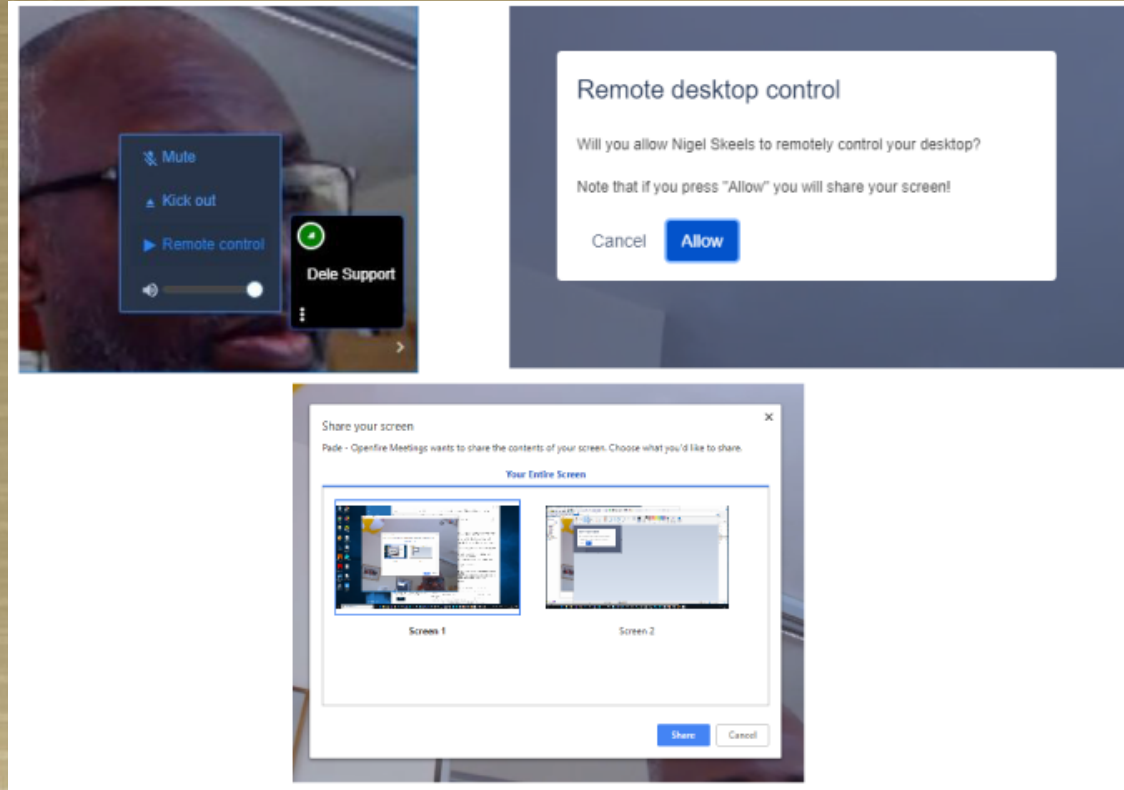 Mute
Kick out
Remote control
Dele Support
Remote desktop control
Will you allow Nigel Skeels to remotely control your desktop?
Note that if you press "Allow" you will share your screen!
Cancel Allow
Share your screen
Pade - Openfire Meetings wants to share the contents of your screen. Choose what you'd like to share.
Your Entire Screen
Screen 1 Screen 2
Share Cancel